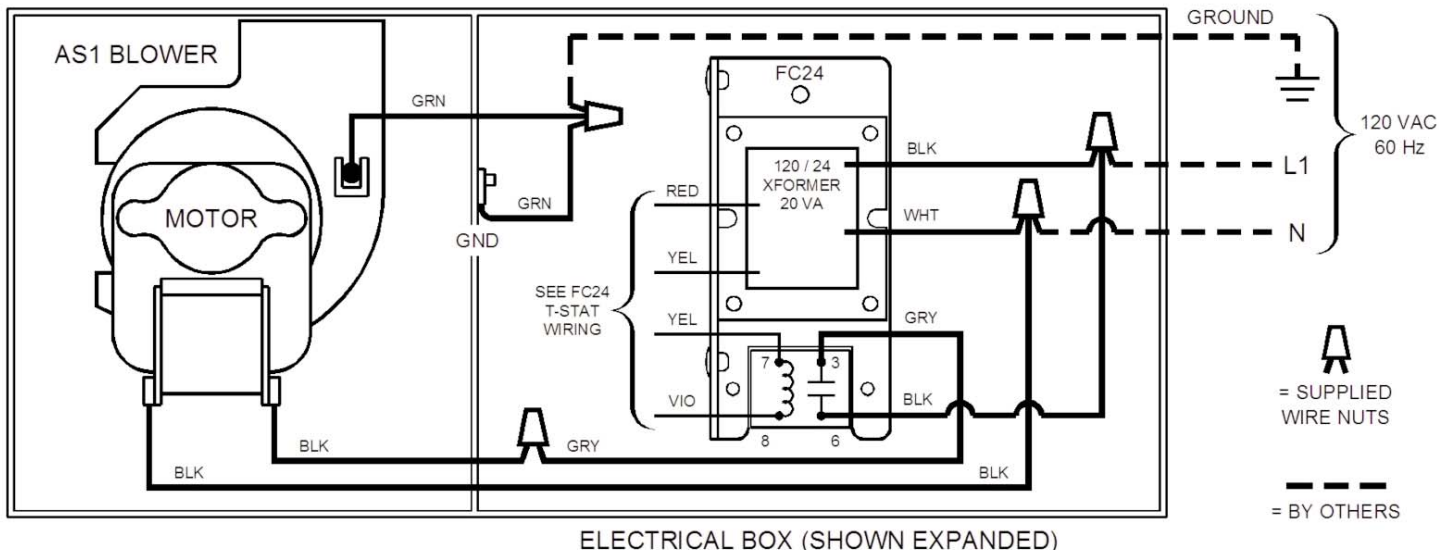 GROUND
AS1 BLOWER
FC24
GRN
120 VAC
60 Hz
BLK
L1
120 / 24
XFORMER
20 VA
RED
MOTOR
GRN
WHT
N
GND
YEL
SEE FC24
T-STAT
WIRING
YEL
GRY
7
3
VIO
BLK
8
6
= SUPPLIED
WIRE NUTS
BLK
GRY
BLK
BLK
= BY OTHERS
ELECTRICAL BOX (SHOWN EXPANDED)